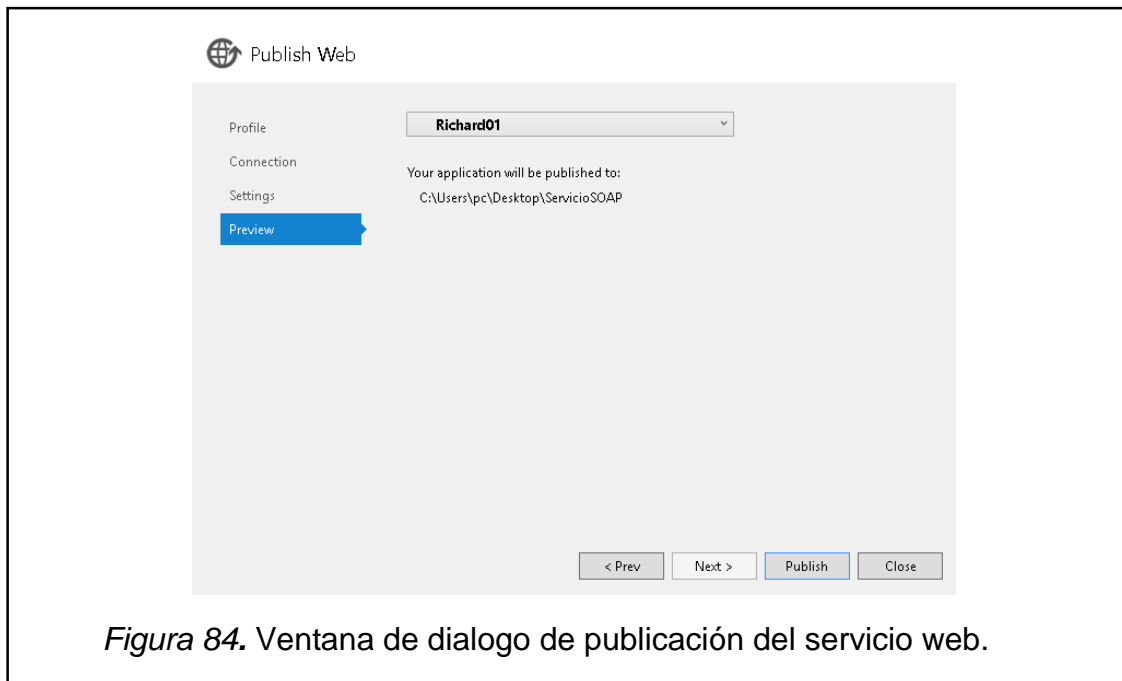 Publish Web
Profile
Connection
Settings
Preview
Richard01
Your application will be published to:
C:\Users\pc\Desktop\ServicioSOAP
< Prev
Next >
Publish
Close
Figura 84. Ventana de dialogo de publicación del servicio web.